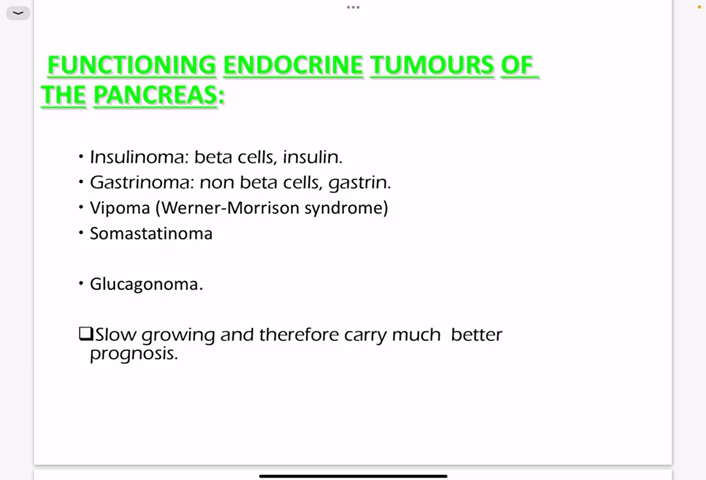 FUNCTIONING ENDOCRINE TUMOURS OF
THE PANCREAS:
• Insulinoma: beta cells, insulin.
• Gastrinoma: non beta cells, gastrin.
• Vipoma (Werner-Morrison syndrome)
• Somastatinoma
• Glucagonoma.
❑Slow growing and therefore carry much better
prognosis.